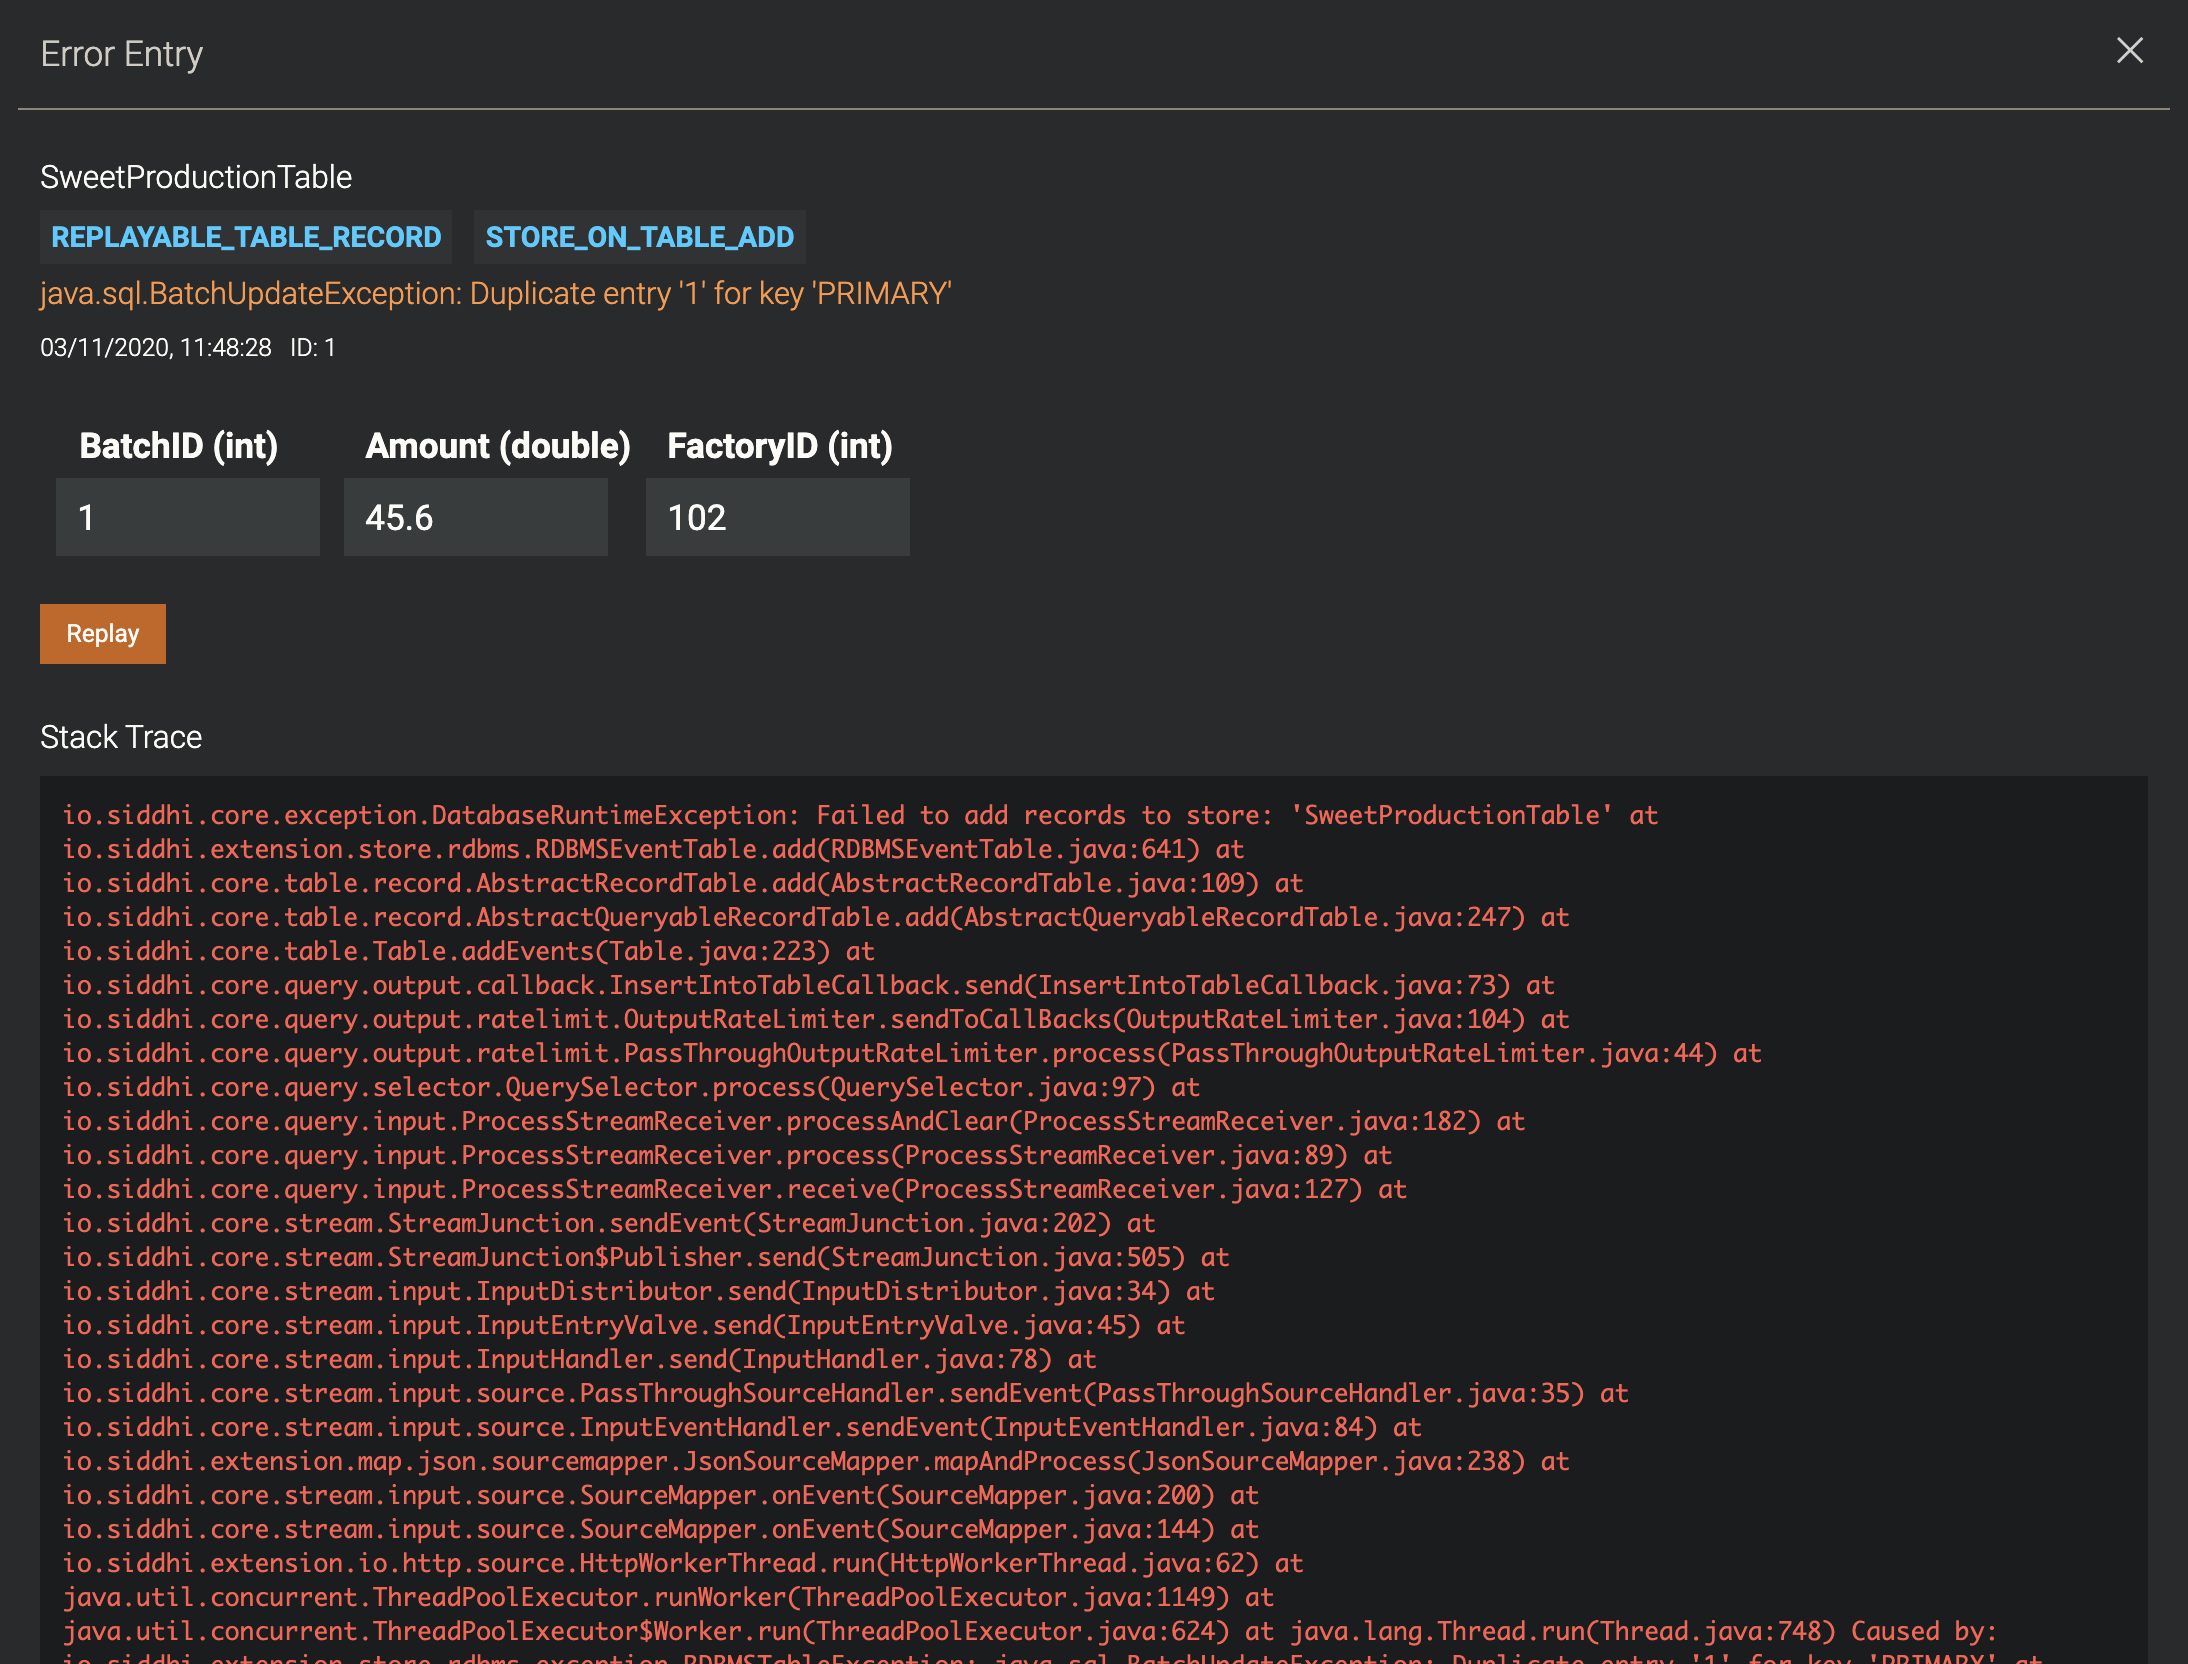 Error Entry
SweetProductionTable
REPLAYABLE_TABLE_RECORD STORE_ON_TABLE_ADD
java.sql.BatchUpdateException: Duplicate entry '1' for key 'PRIMARY'
03/11/2020, 11:48:28 ID: 1
BatchID (int) Amount (double) FactoryID (int)
1 45.6 102
Replay
Stack Trace
io.siddhi.core.exception.DatabaseRuntimeException: Failed to add records to store: 'SweetProductionTable' at
io.siddhi.extension.store.rdbms.RDBMSEventTable.add(RDBMSEventTable.java:641) at
io.siddhi.core.table.record.AbstractRecordTable.add(AbstractRecordTable.java:109) at
io.siddhi.core.table.record.AbstractQueryableRecordTable.add(AbstractQueryableRecordTable.java:247) at
io.siddhi.core.table.Table.addEvents(Table.java:223) at
io.siddhi.core.query.output.callback.InsertIntoTableCallback.send(InsertIntoTableCallback.java:73) at
io.siddhi.core.query.output.ratelimit.OutputRateLimiter.sendToCallBacks(OutputRateLimiter.java:104) at
io.siddhi.core.query.output.ratelimit.PassThroughOutputRateLimiter.process(PassThroughOutputRateLimiter.java:44) at
io.siddhi.core.query.selector.QuerySelector.process(QuerySelector.java:97) at
io.siddhi.core.query.input.ProcessStreamReceiver.processAndClear(ProcessStreamReceiver.java:182) at
io.siddhi.core.query.input.ProcessStreamReceiver.process(ProcessStreamReceiver.java:89) at
io.siddhi.core.query.input.ProcessStreamReceiver.receive(ProcessStreamReceiver.java:127) at
io.siddhi.core.stream.StreamJunction.sendEvent(StreamJunction.java:202) at
io.siddhi.core.stream.StreamJunction$Publisher.send(StreamJunction.java:505) at
io.siddhi.core.stream.input.InputDistributor.send(InputDistributor.java:34) at
io.siddhi.core.stream.input.InputEntryValve.send(InputEntryValve.java:45) at
io.siddhi.core.stream.input.InputHandler.send(InputHandler.java:78) at
io.siddhi.core.stream.input.source.PassThroughSourceHandler.sendEvent(PassThroughSourceHandler.java:35) at
io.siddhi.core.stream.input.source.InputEventHandler.sendEvent(InputEventHandler.java:84) at
io.siddhi.extension.map.json.sourcemapper.JsonSourceMapper.mapAndProcess(JsonSourceMapper.java:238) at
io.siddhi.core.stream.input.source.SourceMapper.onEvent(SourceMapper.java:200) at
io.siddhi.core.stream.input.source.SourceMapper.onEvent(SourceMapper.java:144) at
io.siddhi.extension.io.http.source.HttpWorkerThread.run(HttpWorkerThread.java:62) at
java.util.concurrent.ThreadPoolExecutor.runWorker(ThreadPoolExecutor.java:1149) at
java.util.concurrent.ThreadPoolExecutor$Worker.run(ThreadPoolExecutor.java:624) at java.lang.Thread.run(Thread.java:748) Caused by:
io.siddhi.extension.store.rdbms.exception.RDBMSTableException: java.sql.BatchUpdateException: Duplicate entry '1' for key 'PRIMARY' at